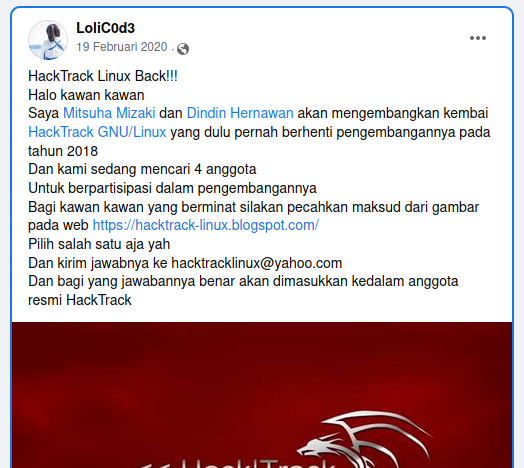 LoliC0d3
19 Februari 2020 ·
HackTrack Linux Back!!!
Halo kawan kawan
Saya Mitsuha Mizaki dan Dindin Hernawan akan mengembangkan kembai
HackTrack GNU/Linux yang dulu pernah berhenti pengembangannya pada
tahun 2018
Dan kami sedang mencari 4 anggota
Untuk berpartisipasi dalam pengembangannya
Bagi kawan kawan yang berminat silakan pecahkan maksud dari gambar
pada web https://hacktrack-linux.blogspot.com/
Pilih salah satu aja yah
Dan kirim jawabnya ke hacktracklinux@yahoo.com
Dan bagi yang jawabannya benar akan dimasukkan kedalam anggota
resmi HackTrack
<< Hack|Track